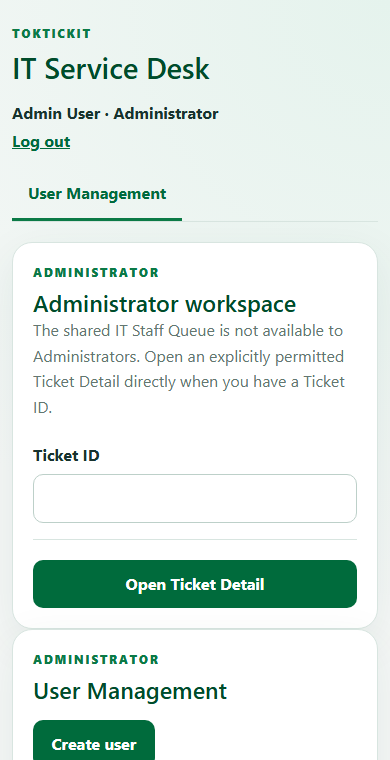 TOKTICKIT
IT Service Desk
Admin User · Administrator
Log out
User Management
ADMINISTRATOR
Administrator workspace
The shared IT Staff Queue is not available to
Administrators. Open an explicitly permitted
Ticket Detail directly when you have a Ticket
ID.
Ticket ID
Open Ticket Detail
ADMINISTRATOR
User Management
Create user